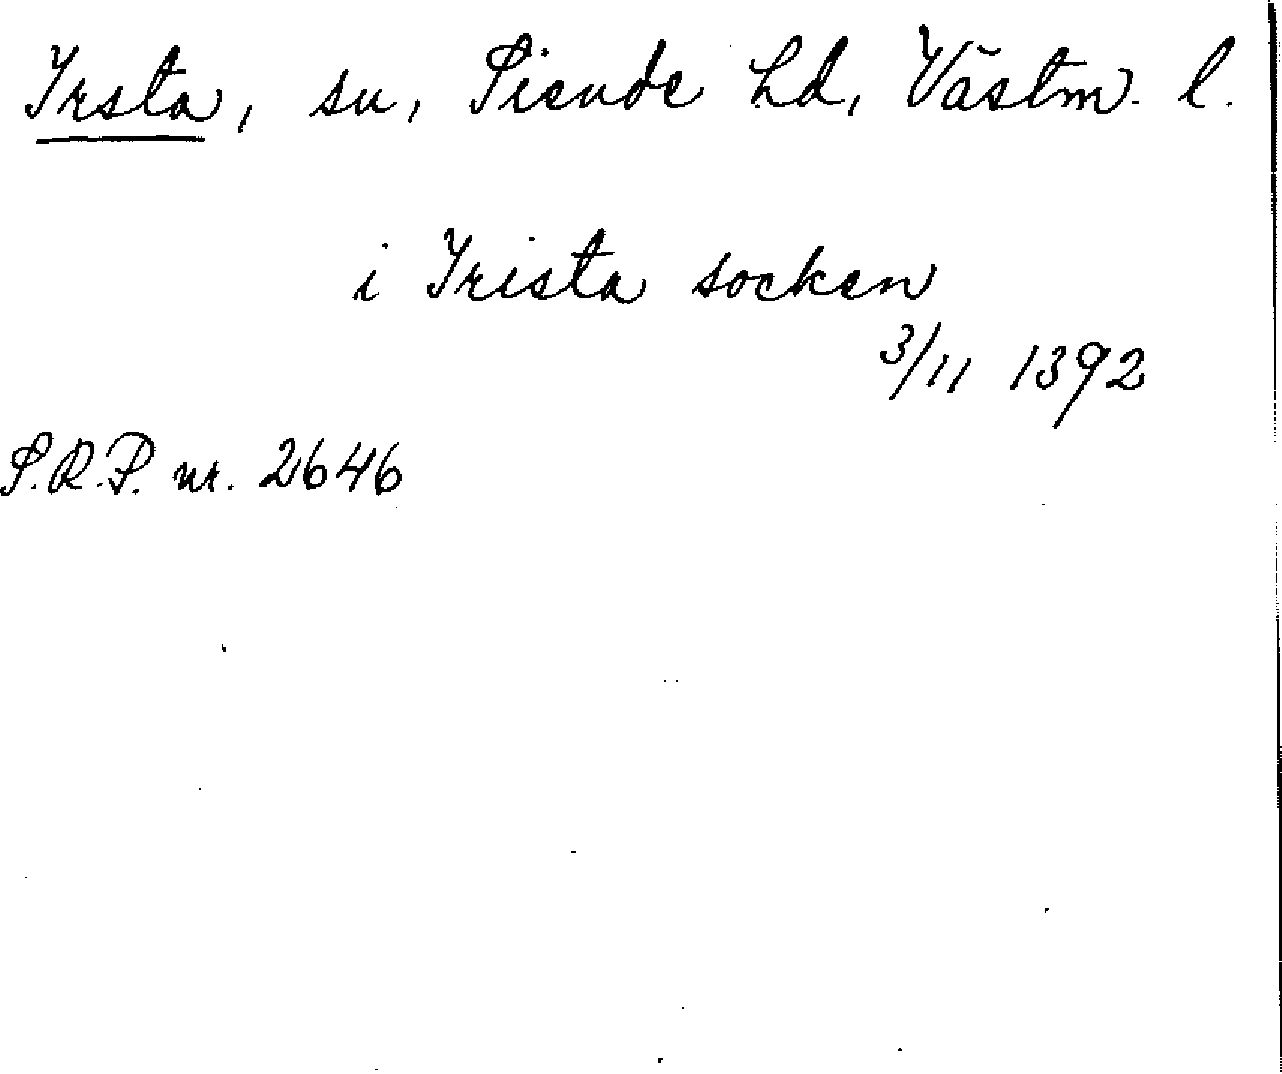 Irsta, sn, Siende hd, Västm. l.
i Irista socken
3/11 1392
S.R.P. nr. 2646